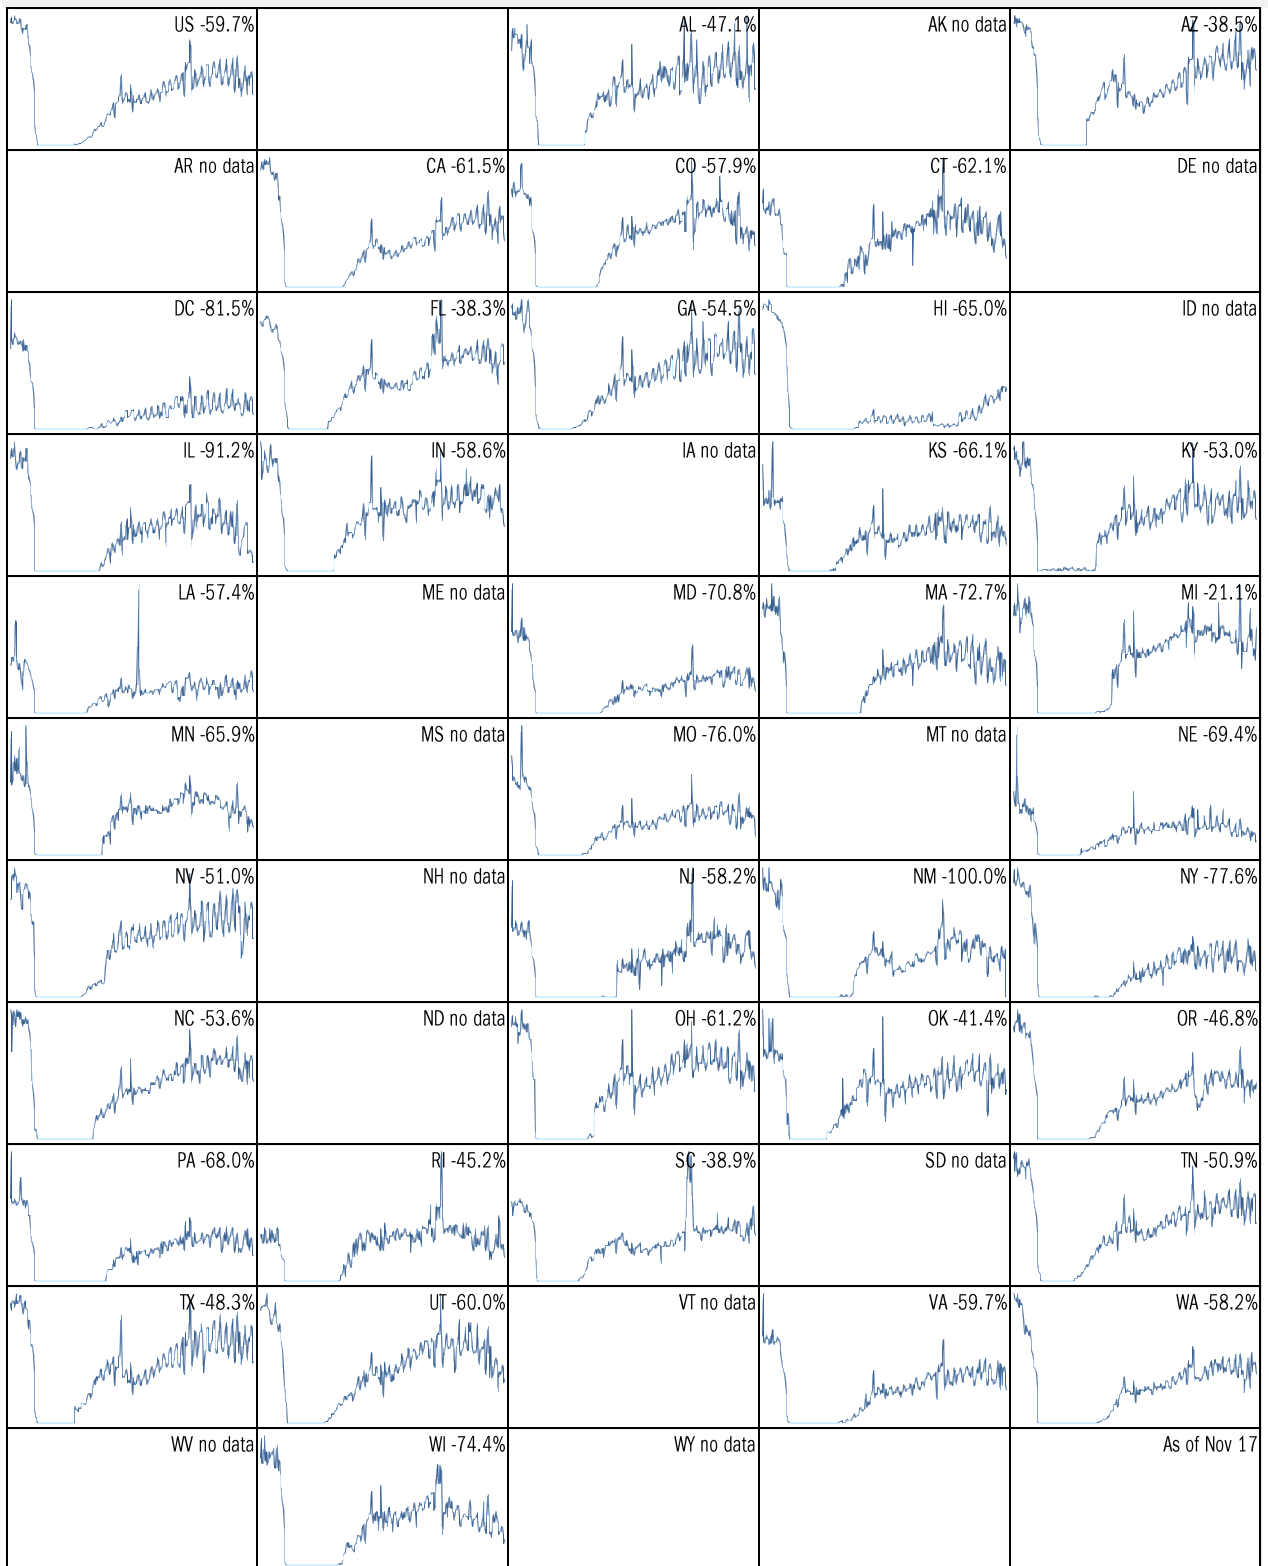 US -59.7%
AL -47.1%
AK no data
AZ -38.5%
AR no data
CA -61.5%
CO -57.9%
CT -62.1%
DE no data
DC -81.5%
FL -38.3%
GA -54.5%
HI -65.0%
ID no data
IL -91.2%
IN -58.6%
IA no data
KS -66.1%
KY -53.0%
LA -57.4%
ME no data
MD -70.8%
MA -72.7%
MI -21.1%
MN -65.9%
MS no data
MO -76.0%
MT no data
NE -69.4%
NV -51.0%
NH no data
NJ -58.2%
NM -100.0%
NY -77.6%
NC -53.6%
ND no data
OH -61.2%
OK -41.4%
OR -46.8%
PA -68.0%
RI -45.2%
SC -38.9%
SD no data
TN -50.9%
TX -48.3%
UT -60.0%
VT no data
VA -59.7%
WA -58.2%
WV no data
WI -74.4%
WY no data
As of Nov 17